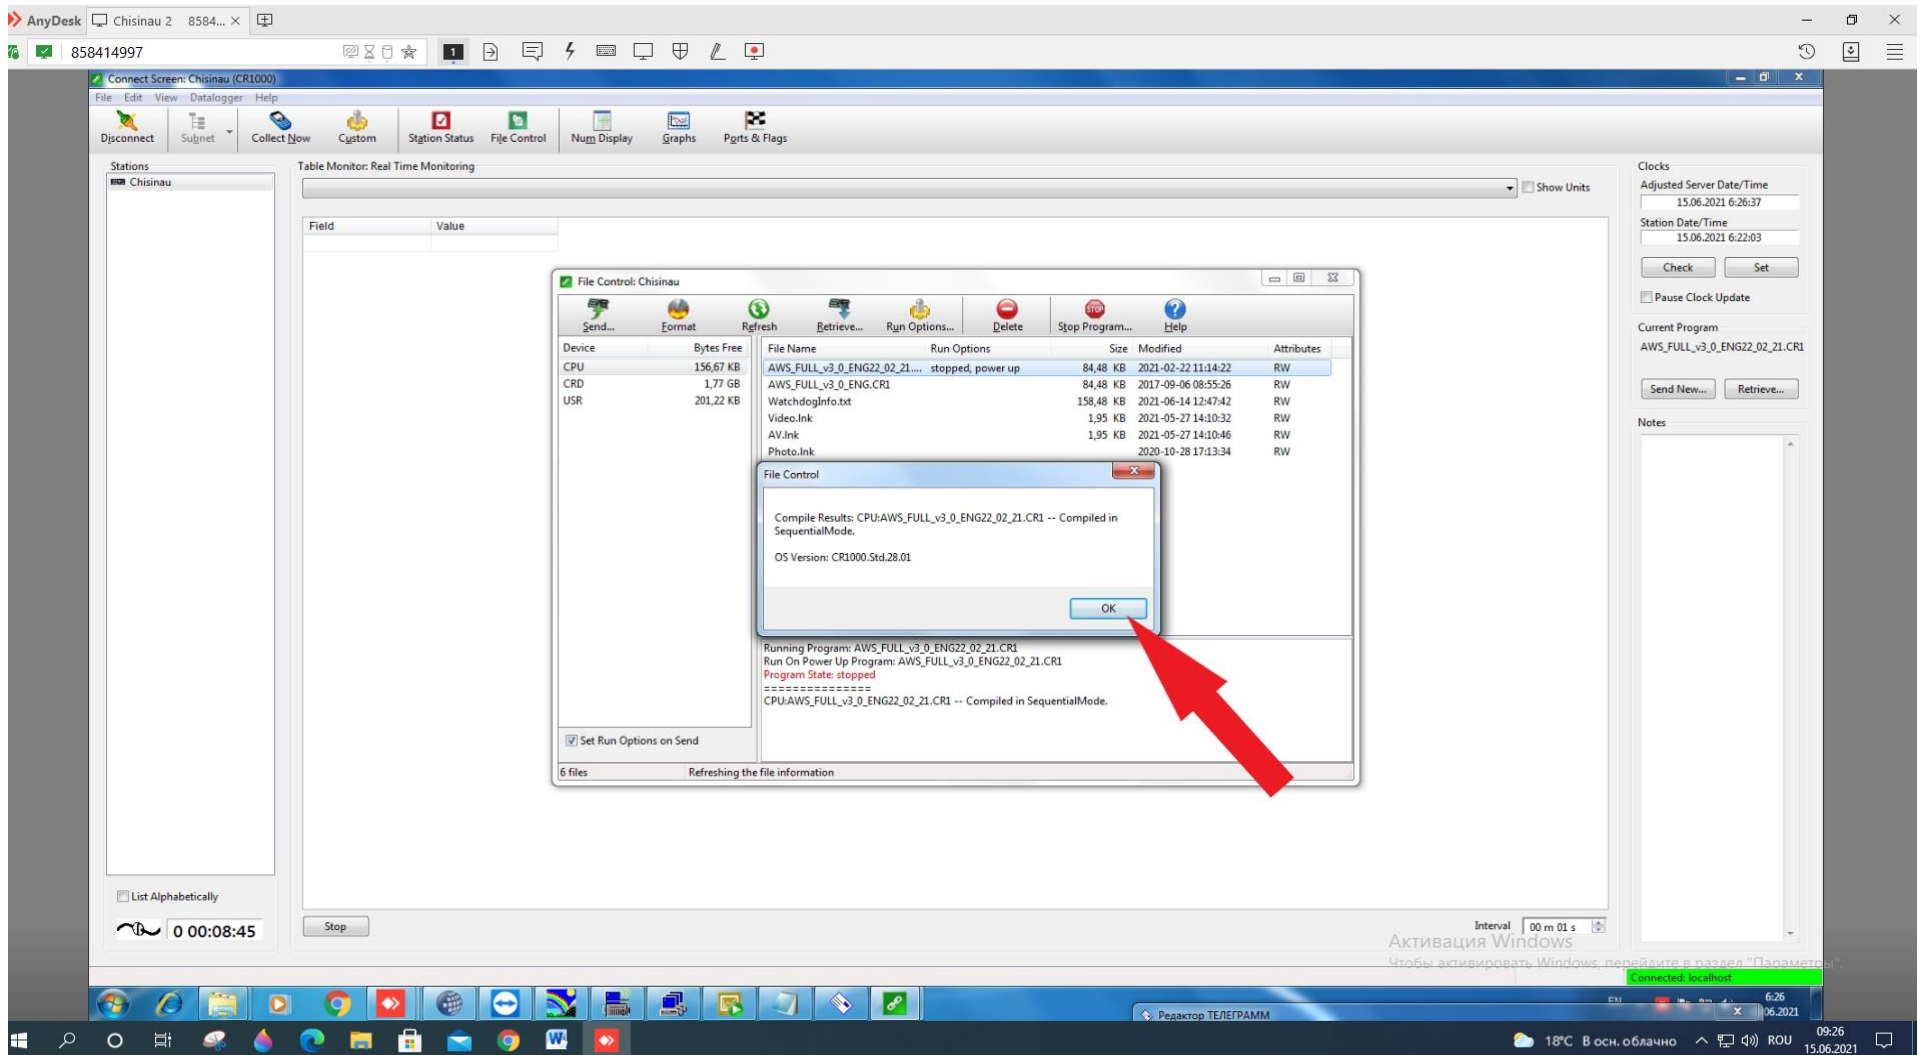 AnyDesk Chisinau 2 8584...
858414997
Connect Screen: Chisinau (CR1000)
File Edit View Datalogger Help
Disconnect Subnet Collect Now Custom Station Status File Control Num Display Graphs Ports & Flags
Stations
Chisinau
List Alphabetically
0 00:08:45
Table Monitor: Real Time Monitoring
Show Units
Field Value
Stop
Interval 00 m 01 s
File Control: Chisinau
Send... Format Refresh Retrieve... Run Options... Delete Stop Program... Help
Device Bytes Free
CPU 156,67 KB
CRD 1,77 GB
USR 201,22 KB
Set Run Options on Send
File Name Run Options Size Modified Attributes
AWS_FULL_v3_0_ENG22_02_21.... stopped, power up 84,48 KB 2021-02-22 11:14:22 RW
AWS_FULL_v3_0_ENG.CR1 84,48 KB 2017-09-06 08:55:26 RW
WatchdogInfo.txt 158,48 KB 2021-06-14 12:47:42 RW
Video.lnk 1,95 KB 2021-05-27 14:10:32 RW
AV.lnk 1,95 KB 2021-05-27 14:10:46 RW
Photo.lnk 2020-10-28 17:13:34 RW
File Control
Compile Results: CPU:AWS_FULL_v3_0_ENG22_02_21.CR1 -- Compiled in
SequentialMode.
OS Version: CR1000.Std.28.01
OK
Running Program: AWS_FULL_v3_0_ENG22_02_21.CR1
Run On Power Up Program: AWS_FULL_v3_0_ENG22_02_21.CR1
Program State: stopped
===============
CPU:AWS_FULL_v3_0_ENG22_02_21.CR1 -- Compiled in SequentialMode.
6 files Refreshing the file information
Clocks
Adjusted Server Date/Time
15.06.2021 6:26:37
Station Date/Time
15.06.2021 6:22:03
Check Set
Pause Clock Update
Current Program
AWS_FULL_v3_0_ENG22_02_21.CR1
Send New... Retrieve...
Notes
Активация Windows
Чтобы активировать Windows, перейдите в раздел "Параметры".
Connected: localhost
Редактор ТЕЛЕГРАММ
EN
6:26
06.2021
18°C В осн. облачно ROU
09:26
15.06.2021